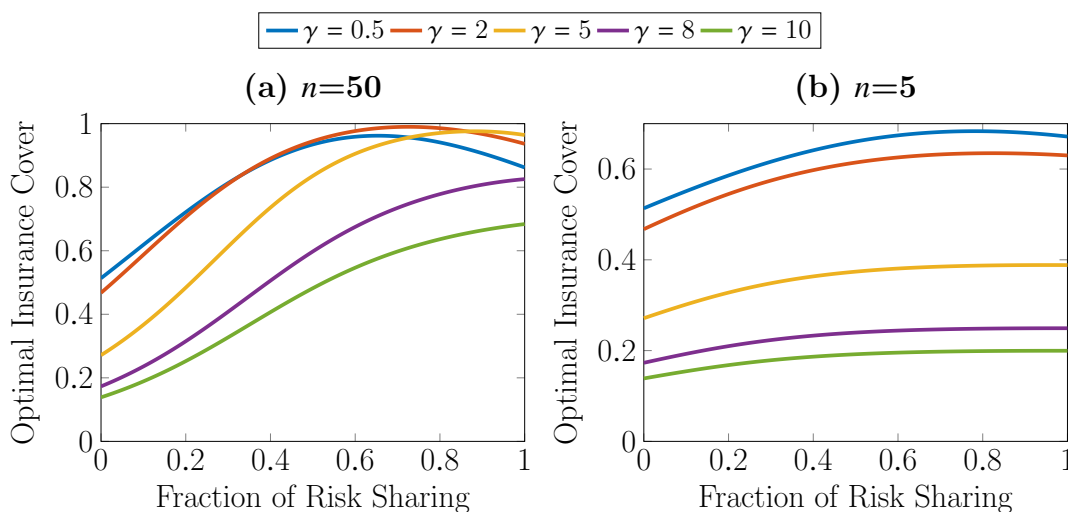 γ = 0.5 γ = 2 γ = 5 γ = 8 γ = 10
(a) n=50
Optimal Insurance Cover
1
0.8
0.6
0.4
0.2
0
0 0.2 0.4 0.6 0.8 1
Fraction of Risk Sharing
(b) n=5
Optimal Insurance Cover
0.6
0.4
0.2
0
0 0.2 0.4 0.6 0.8 1
Fraction of Risk Sharing